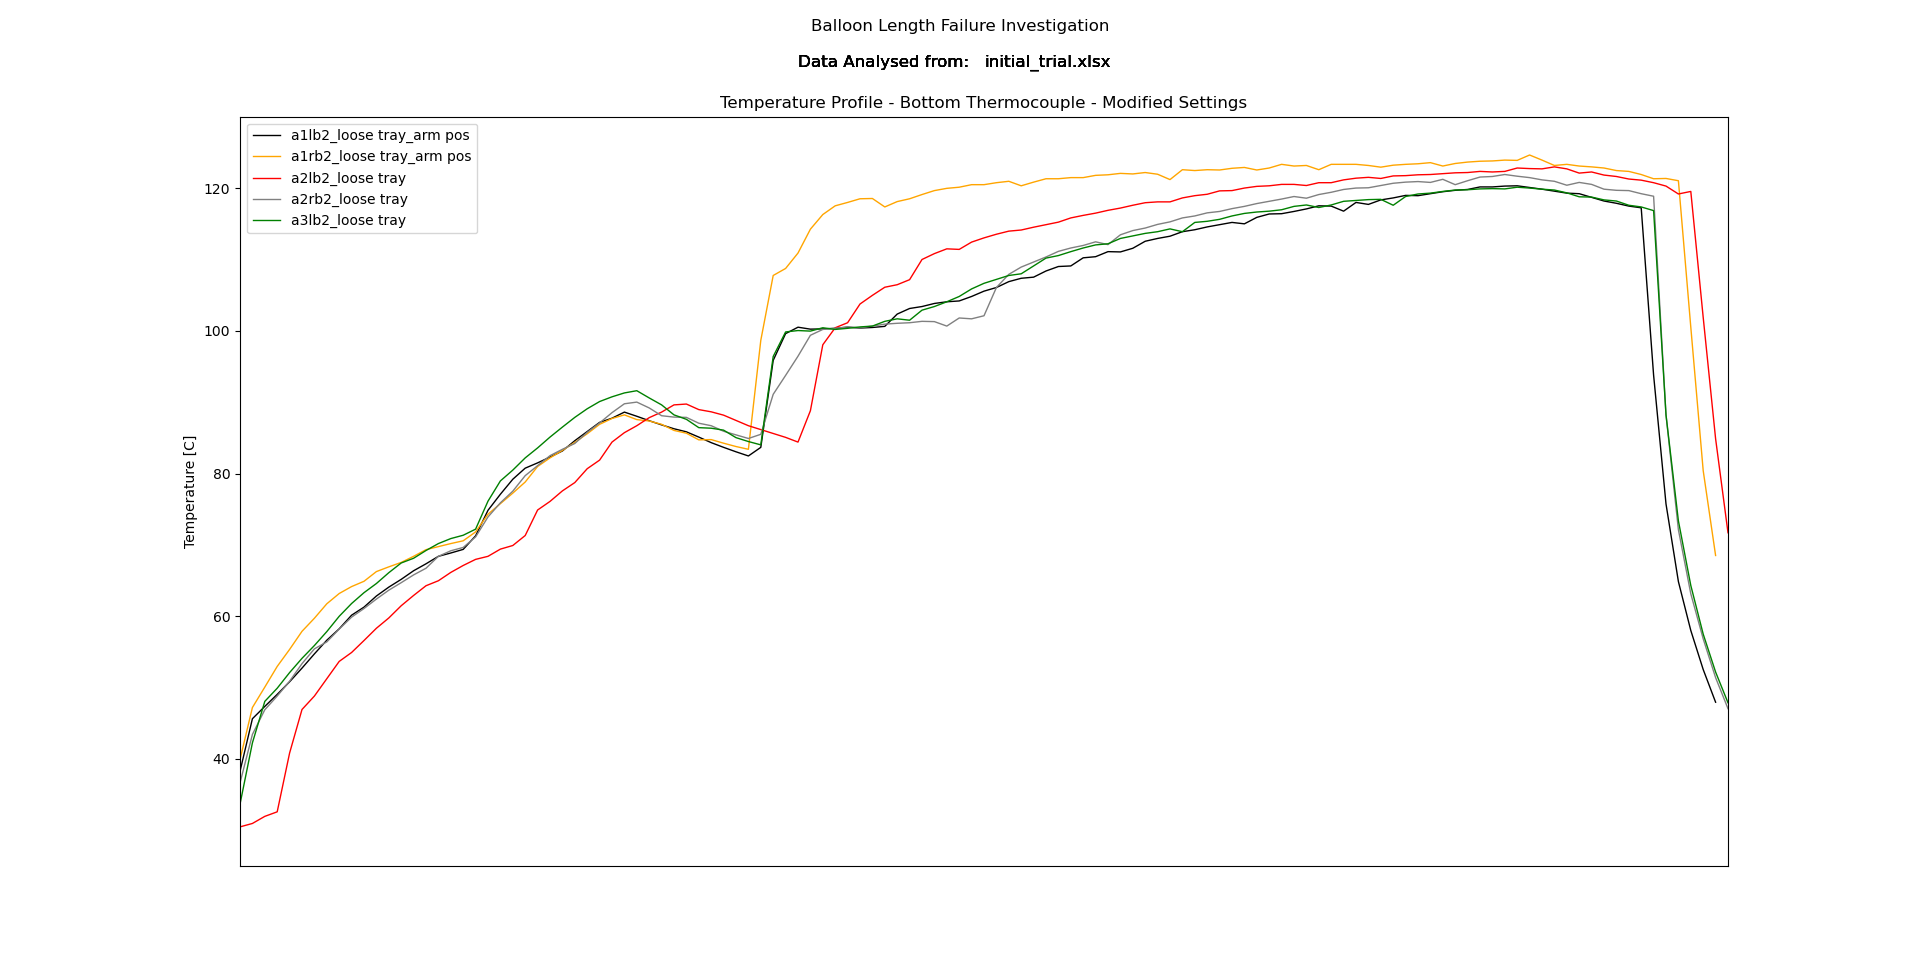 Balloon Length Failure Investigation
Data Analysed from: initial_trial.xlsx
Temperature Profile - Bottom Thermocouple - Modified Settings
a1lb2_loose tray_arm pos
a1rb2_loose tray_arm pos
a2lb2_loose tray
a2rb2_loose tray
a3lb2_loose tray
120
100
80
60
40
Temperature [C]